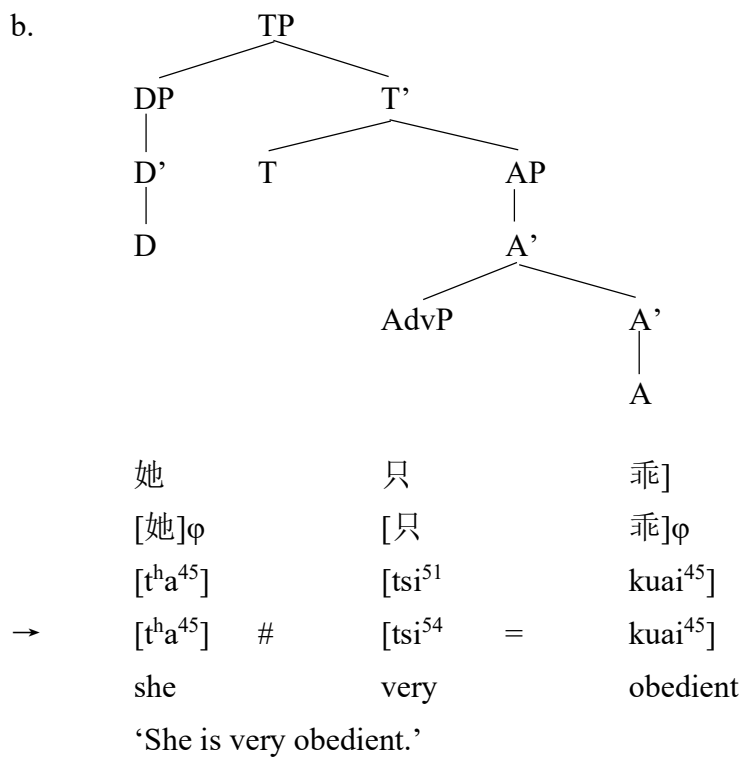 b. TP
DP T’
D’ T AP
D A’
AdvP A’
A
她 只 乖]
[她]φ [只 乖]φ
[tʰa⁴⁵] [tsi⁵¹ kuai⁴⁵]
→ [tʰa⁴⁵] # [tsi⁵⁴ = kuai⁴⁵]
she very obedient
‘She is very obedient.’